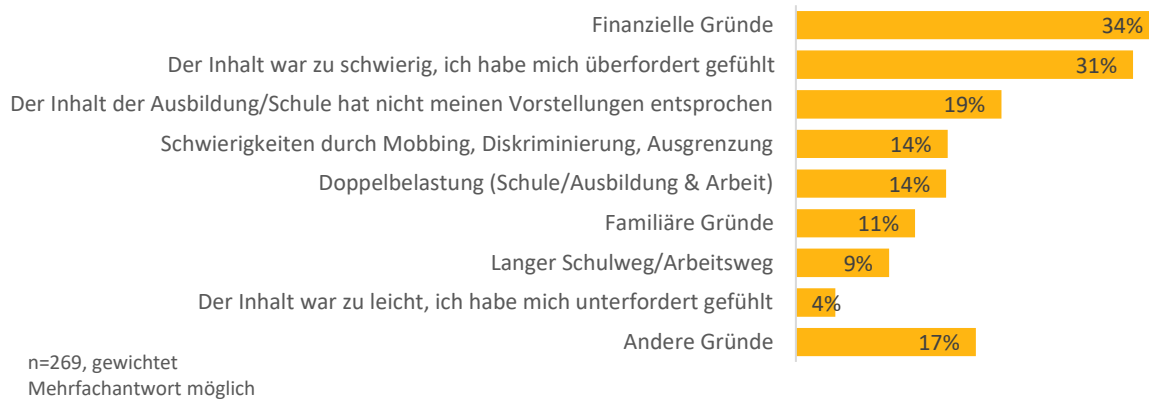 Finanzielle Gründe 34%
Der Inhalt war zu schwierig, ich habe mich überfordert gefühlt 31%
Der Inhalt der Ausbildung/Schule hat nicht meinen Vorstellungen entsprochen 19%
Schwierigkeiten durch Mobbing, Diskriminierung, Ausgrenzung 14%
Doppelbelastung (Schule/Ausbildung & Arbeit) 14%
Familiäre Gründe 11%
Langer Schulweg/Arbeitsweg 9%
Der Inhalt war zu leicht, ich habe mich unterfordert gefühlt 4%
Andere Gründe 17%
n=269, gewichtet
Mehrfachantwort möglich